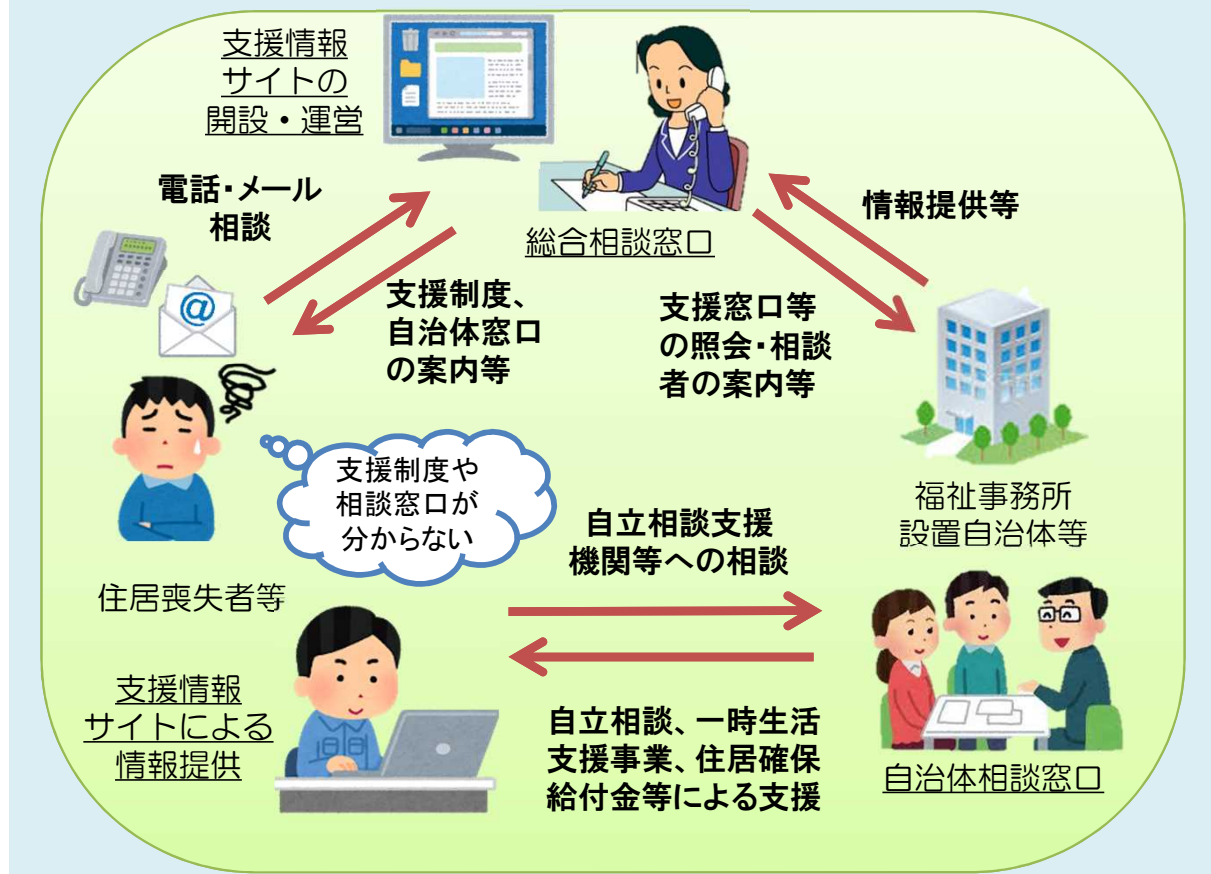 支援情報
サイトの
開設・運営
電話・メール
相談
総合相談窓口
情報提供等
支援制度、
自治体窓口
の案内等
支援窓口等
の照会・相談
者の案内等
@
支援制度や
相談窓口が
分からない
福祉事務所
設置自治体等
住居喪失者等
自立相談支援
機関等への相談
支援情報
サイトによる
情報提供
自立相談、一時生活
支援事業、住居確保
給付金等による支援
自治体相談窓口